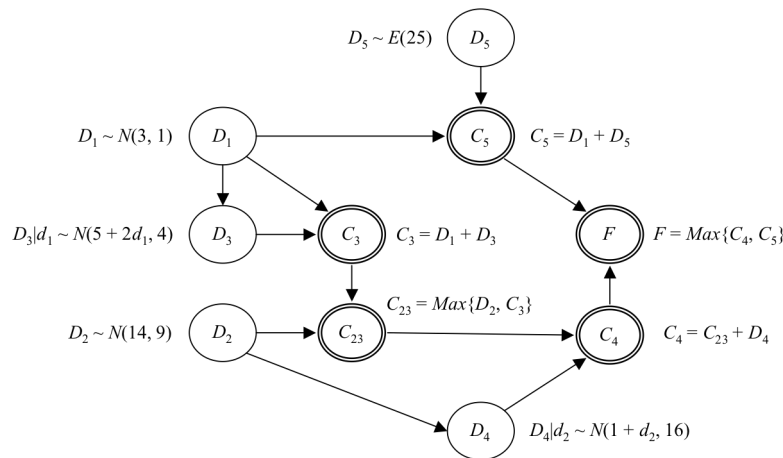 D₅ ~ E(25) D₅
D₁ ~ N(3, 1) D₁ C₅ C₅ = D₁ + D₅
D₃|d₁ ~ N(5 + 2d₁, 4) D₃ C₃ C₃ = D₁ + D₃ F F = Max{C₄, C₅}
C₂₃ = Max{D₂, C₃}
D₂ ~ N(14, 9) D₂ C₂₃ C₄ C₄ = C₂₃ + D₄
D₄ D₄|d₂ ~ N(1 + d₂, 16)